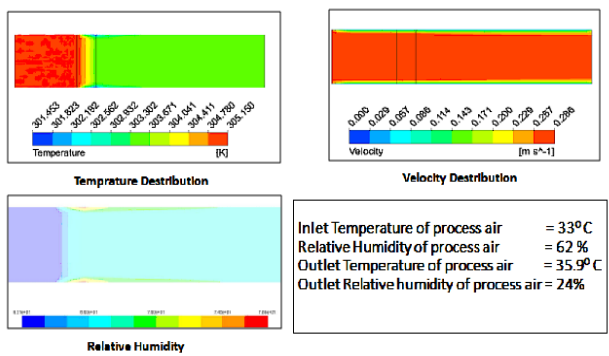 301.453 301.823 302.192 302.562 302.932 303.302 303.671 304.041 304.411 304.780 305.150
Temperature [K]
Temprature Destribution
0.000 0.029 0.057 0.086 0.114 0.143 0.171 0.200 0.229 0.257 0.286
Velocity [m s^-1]
Velocity Destribution
Relative Humidity
Inlet Temperature of process air = 33⁰C
Relative Humidity of process air = 62 %
Outlet Temperature of process air = 35.9⁰C
Outlet Relative humidity of process air = 24%